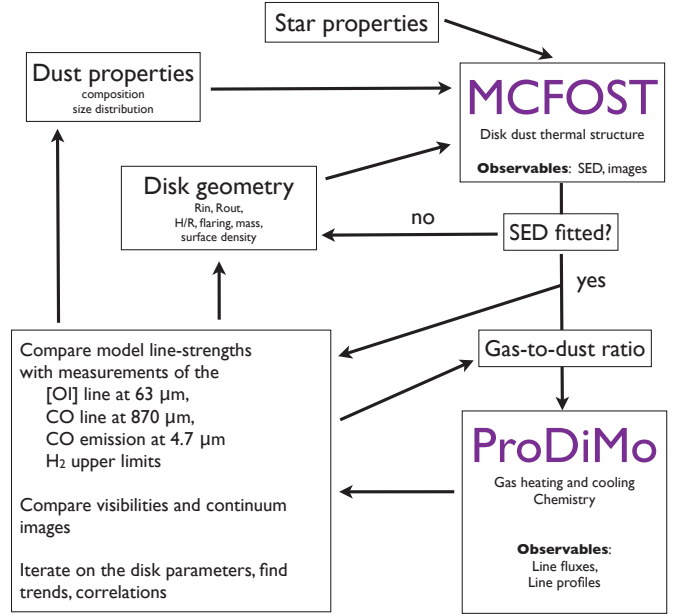 Star properties
Dust properties
composition
size distribution
MCFOST
Disk dust thermal structure
Observables: SED, images
Disk geometry
Rin, Rout,
H/R, flaring, mass,
surface density
no
SED fitted?
yes
Gas-to-dust ratio
Compare model line-strengths
with measurements of the
[OI] line at 63 µm,
CO line at 870 µm,
CO emission at 4.7 µm
H₂ upper limits
Compare visibilities and continuum
images
Iterate on the disk parameters, find
trends, correlations
ProDiMo
Gas heating and cooling
Chemistry
Observables:
Line fluxes,
Line profiles,